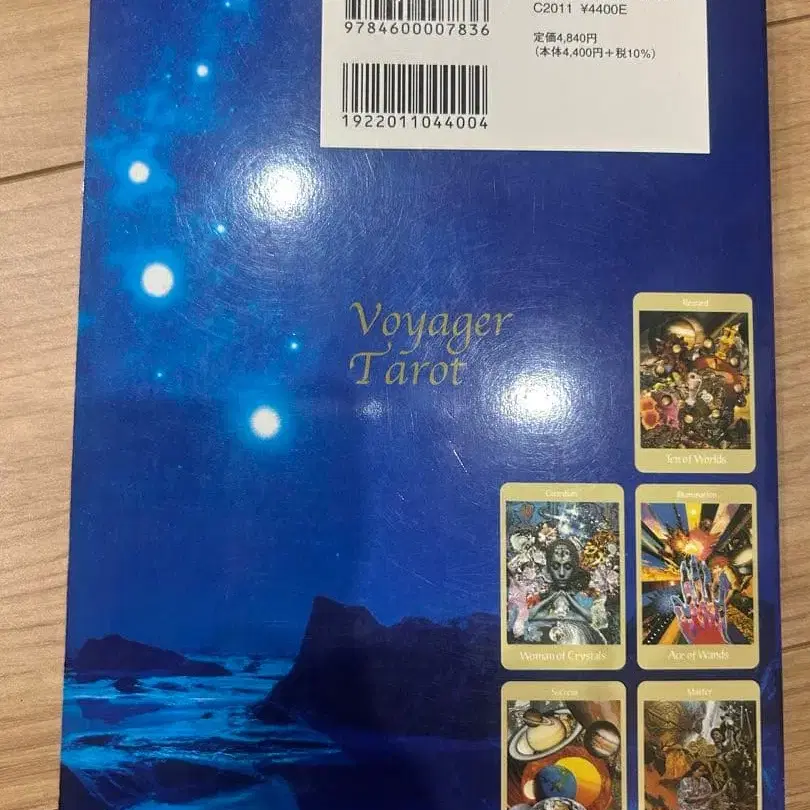 C2011 ¥4400E
9784600007836
定価4,840円
(本体4,400円+税10%)
1922011044004
Voyager
Tarot
Reward
Ten of Worlds
Guardian
Woman of Crystals
Illumination
Ace of Wands
Success
Master